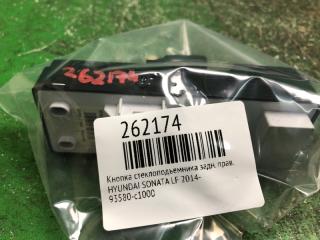 262174
262174
Кнопка стеклоподъемника задн. прав.
HYUNDAI SONATA LF 2014-
93580-c1000